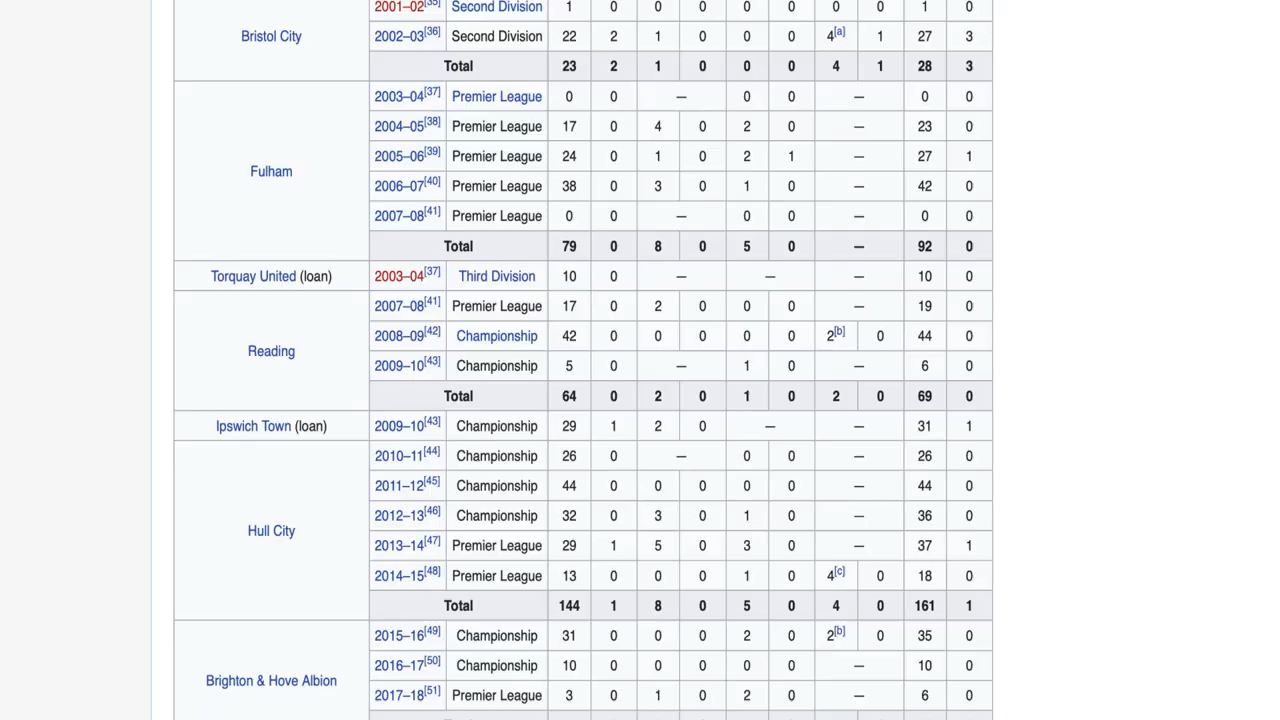 2001–02[35] Second Division 1 0 0 0 0 0 0 0 1 0
Bristol City 2002–03[36] Second Division 22 2 1 0 0 0 4[a] 1 27 3
Total 23 2 1 0 0 0 4 1 28 3
Fulham 2003–04[37] Premier League 0 0 — 0 0 — 0 0
2004–05[38] Premier League 17 0 4 0 2 0 — 23 0
2005–06[39] Premier League 24 0 1 0 2 1 — 27 1
2006–07[40] Premier League 38 0 3 0 1 0 — 42 0
2007–08[41] Premier League 0 0 — 0 0 — 0 0
Total 79 0 8 0 5 0 — 92 0
Torquay United (loan) 2003–04[37] Third Division 10 0 — — — 10 0
Reading 2007–08[41] Premier League 17 0 2 0 0 0 — 19 0
2008–09[42] Championship 42 0 0 0 0 0 2[b] 0 44 0
2009–10[43] Championship 5 0 — 1 0 — 6 0
Total 64 0 2 0 1 0 2 0 69 0
Ipswich Town (loan) 2009–10[43] Championship 29 1 2 0 — — 31 1
Hull City 2010–11[44] Championship 26 0 — 0 0 — 26 0
2011–12[45] Championship 44 0 0 0 0 0 — 44 0
2012–13[46] Championship 32 0 3 0 1 0 — 36 0
2013–14[47] Premier League 29 1 5 0 3 0 — 37 1
2014–15[48] Premier League 13 0 0 0 1 0 4[c] 0 18 0
Total 144 1 8 0 5 0 4 0 161 1
Brighton & Hove Albion 2015–16[49] Championship 31 0 0 0 2 0 2[b] 0 35 0
2016–17[50] Championship 10 0 0 0 0 0 — 10 0
2017–18[51] Premier League 3 0 1 0 2 0 — 6 0